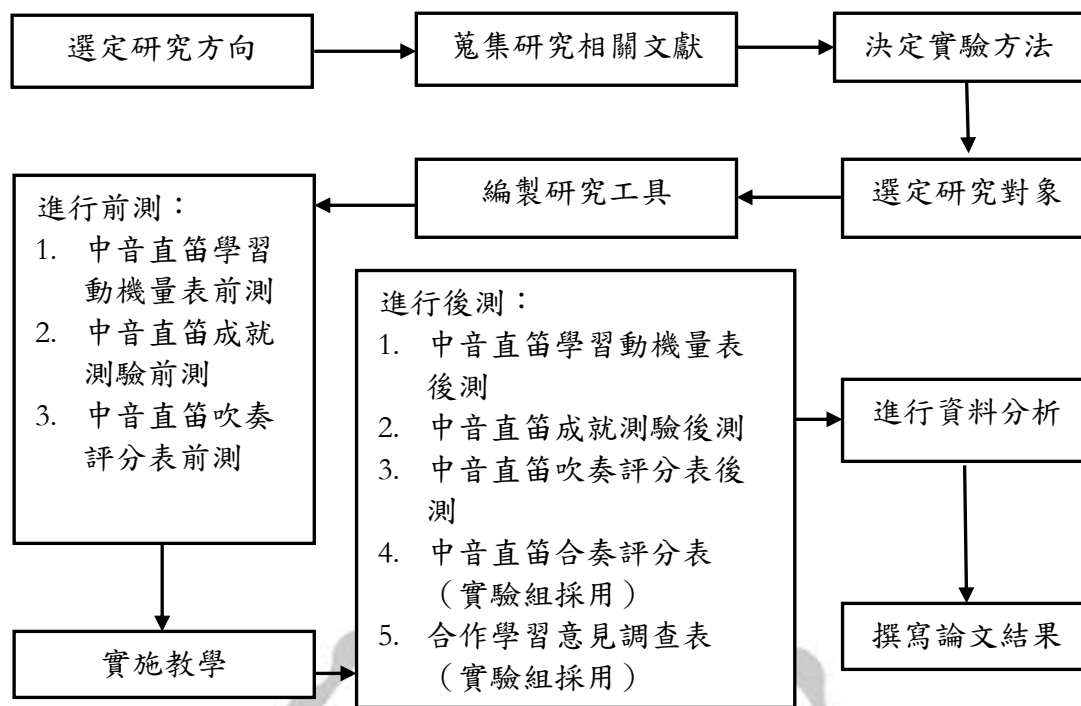 選定研究方向
蒐集研究相關文獻
決定實驗方法
選定研究對象
編製研究工具
進行前測：
1. 中音直笛學習
動機量表前測
2. 中音直笛成就
測驗前測
3. 中音直笛吹奏
評分表前測
實施教學
進行後測：
1. 中音直笛學習動機量表
後測
2. 中音直笛成就測驗後測
3. 中音直笛吹奏評分表後
測
4. 中音直笛合奏評分表
（實驗組採用）
5. 合作學習意見調查表
（實驗組採用）
進行資料分析
撰寫論文結果